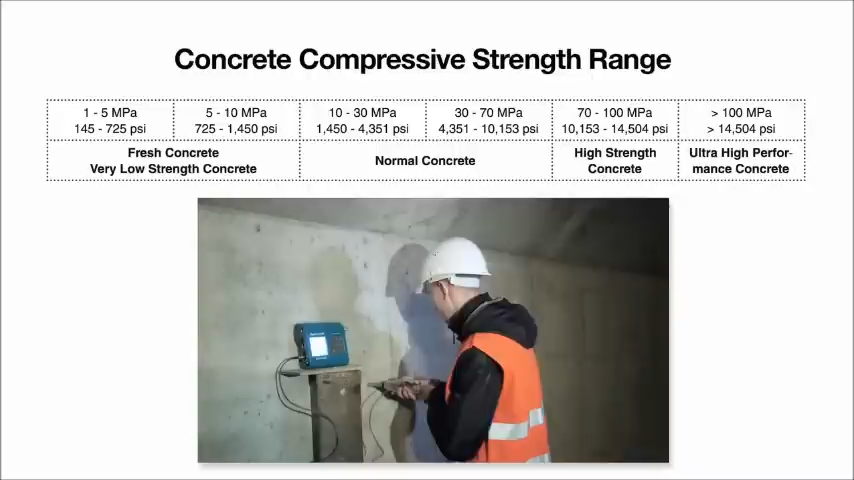 Concrete Compressive Strength Range
1 - 5 MPa
145 - 725 psi
5 - 10 MPa
725 - 1,450 psi
10 - 30 MPa
1,450 - 4,351 psi
30 - 70 MPa
4,351 - 10,153 psi
70 - 100 MPa
10,153 - 14,504 psi
> 100 MPa
> 14,504 psi
Fresh Concrete
Very Low Strength Concrete
Normal Concrete
High Strength
Concrete
Ultra High Perfor-
mance Concrete